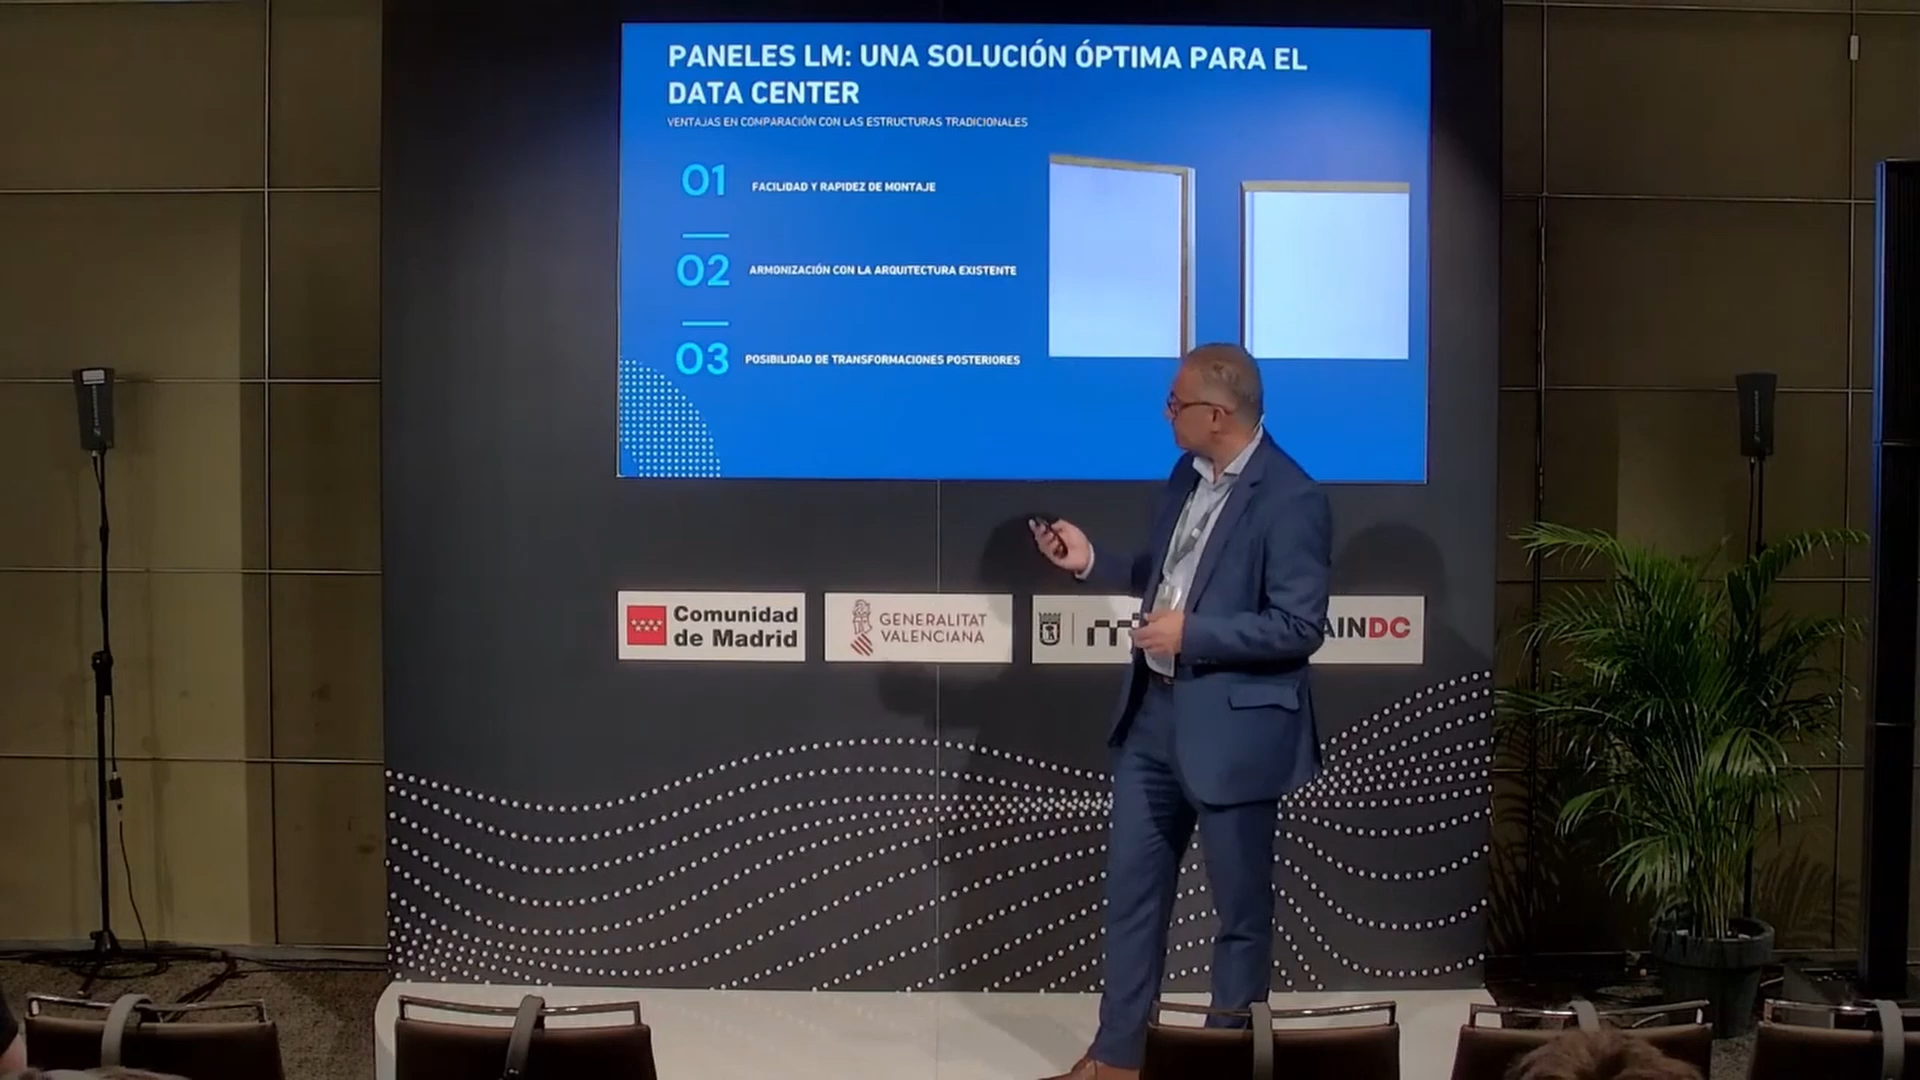 PANELES LM: UNA SOLUCIÓN ÓPTIMA PARA EL
DATA CENTER
VENTAJAS EN COMPARACIÓN CON LAS ESTRUCTURAS TRADICIONALES
01 FACILIDAD Y RAPIDEZ DE MONTAJE
02 ARMONIZACIÓN CON LA ARQUITECTURA EXISTENTE
03 POSIBILIDAD DE TRANSFORMACIONES POSTERIORES
Comunidad
de Madrid
GENERALITAT
VALENCIANA
AINDC